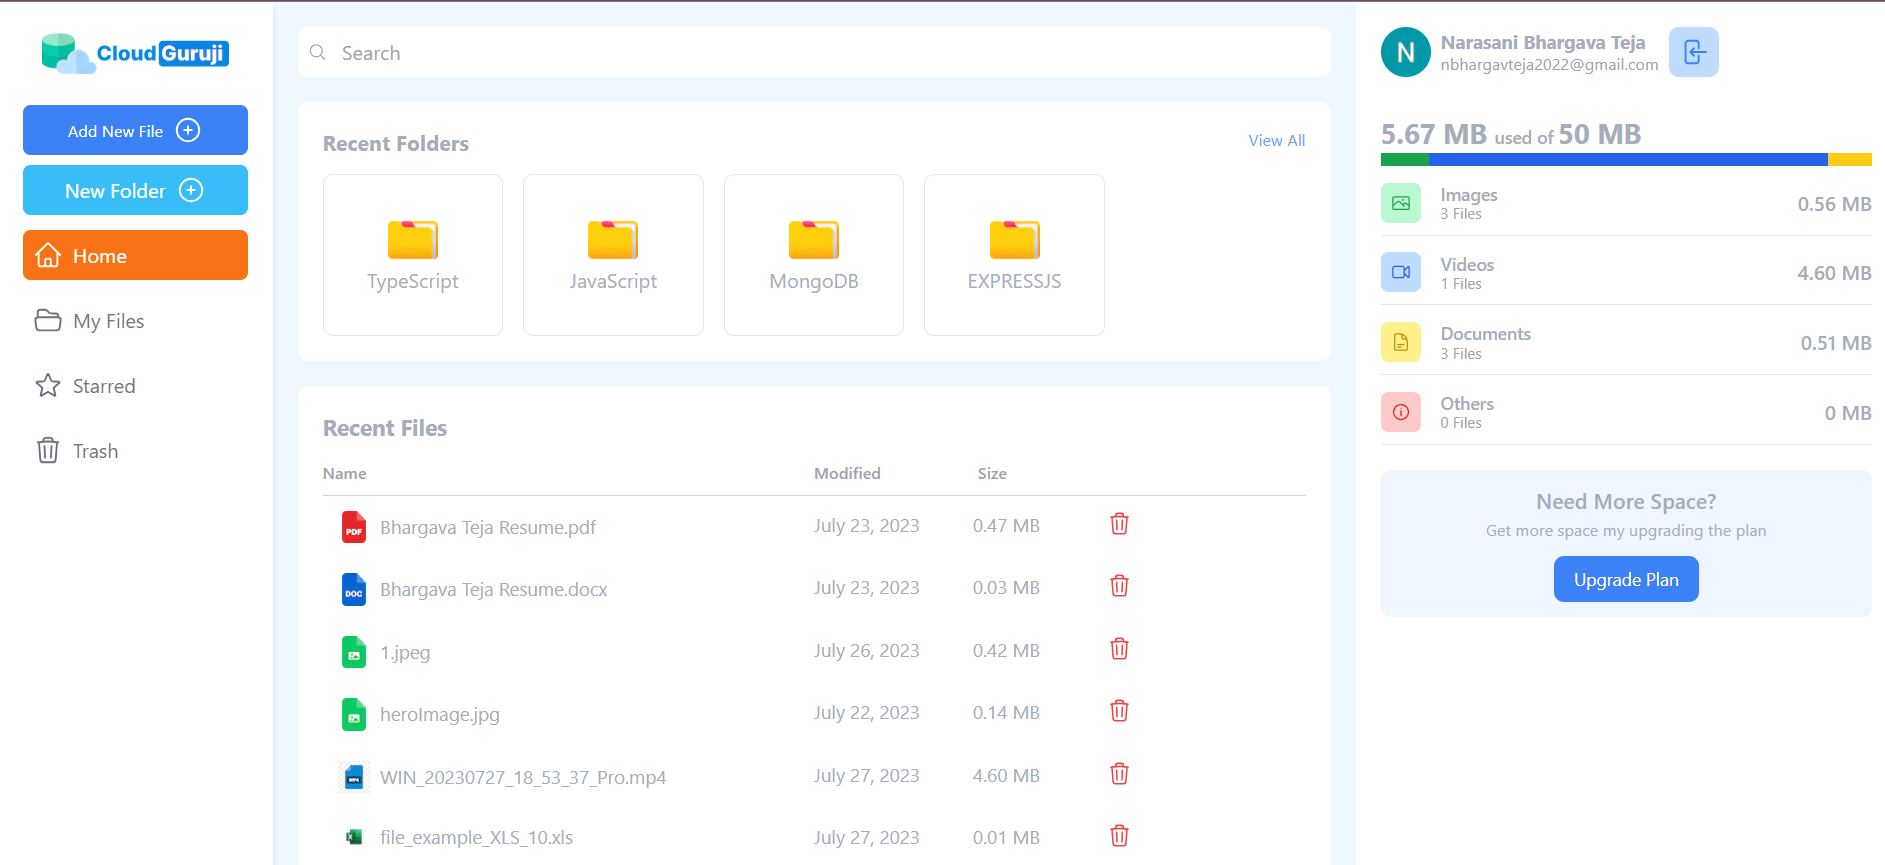 Cloud Guruji
Add New File
New Folder
Home
My Files
Starred
Trash
Search
Recent Folders
View All
TypeScript
JavaScript
MongoDB
EXPRESSJS
Recent Files
Name Modified Size
PDF Bhargava Teja Resume.pdf July 23, 2023 0.47 MB
DOC Bhargava Teja Resume.docx July 23, 2023 0.03 MB
1.jpeg July 26, 2023 0.42 MB
heroImage.jpg July 22, 2023 0.14 MB
WIN_20230727_18_53_37_Pro.mp4 July 27, 2023 4.60 MB
file_example_XLS_10.xls July 27, 2023 0.01 MB
N
Narasani Bhargava Teja
nbhargavteja2022@gmail.com
5.67 MB used of 50 MB
Images
3 Files
0.56 MB
Videos
1 Files
4.60 MB
Documents
3 Files
0.51 MB
Others
0 Files
0 MB
Need More Space?
Get more space my upgrading the plan
Upgrade Plan